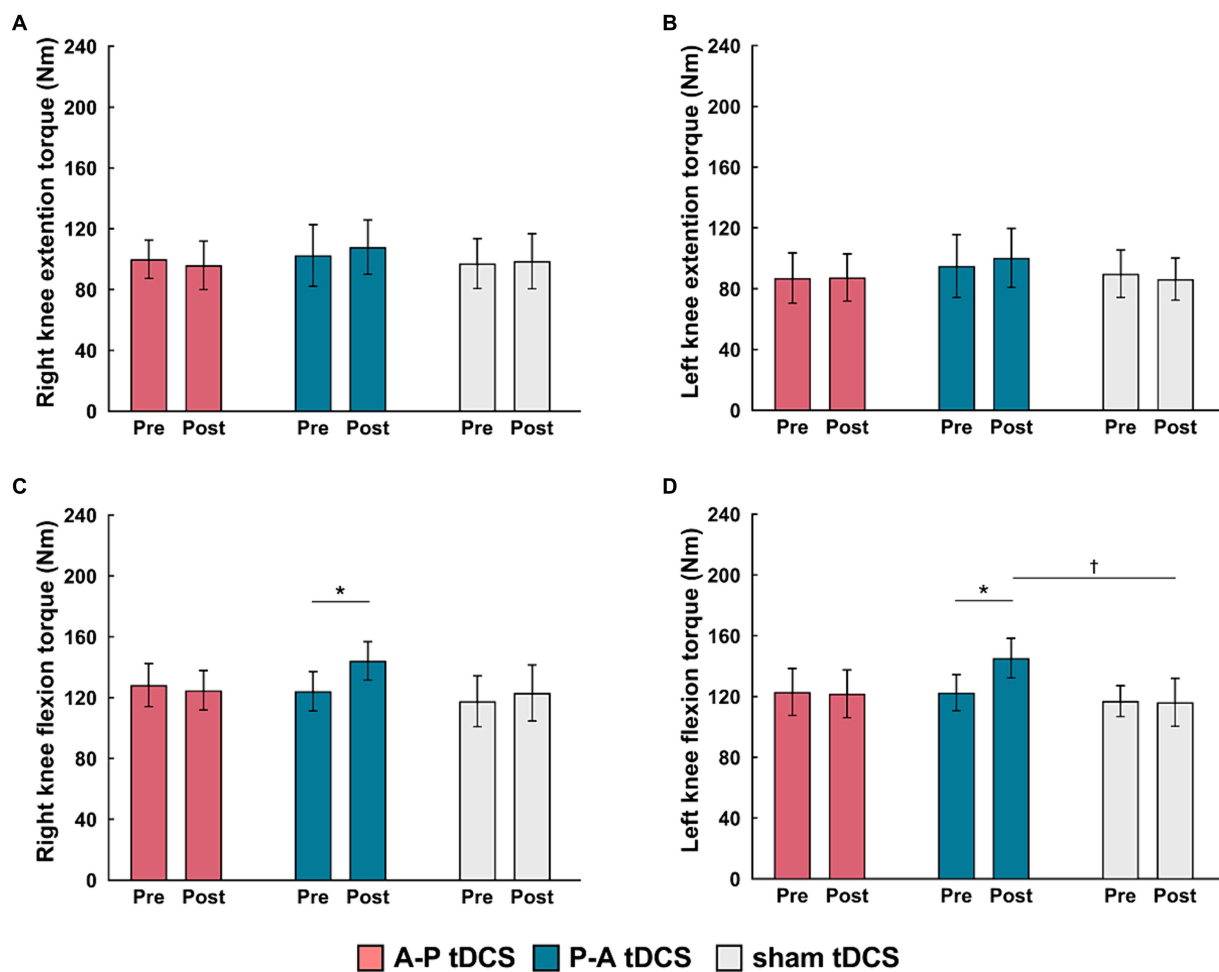 A
Right knee extention torque (Nm)
240
200
160
120
80
40
0
Pre Post Pre Post Pre Post
B
Left knee extention torque (Nm)
240
200
160
120
80
40
0
Pre Post Pre Post Pre Post
C
Right knee flexion torque (Nm)
240
200
160
120
80
40
0
*
Pre Post Pre Post Pre Post
D
Left knee flexion torque (Nm)
240
200
160
120
80
40
0
* †
Pre Post Pre Post Pre Post
A-P tDCS P-A tDCS sham tDCS